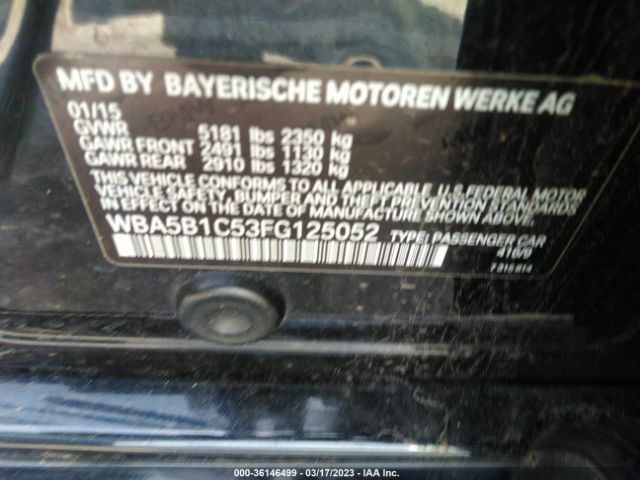 MFD BY BAYERISCHE MOTOREN WERKE AG
01/15
GVWR 5181 lbs 2350 kg
GAWR FRONT 2491 lbs 1130 kg
GAWR REAR 2910 lbs 1320 kg
THIS VEHICLE CONFORMS TO ALL APPLICABLE U.S. FEDERAL MOTOR
VEHICLE SAFETY, BUMPER AND THEFT PREVENTION STANDARDS
IN EFFECT ON THE DATE OF MANUFACTURE SHOWN ABOVE.
WBA5B1C53FG125052 TYPE: PASSENGER CAR
000-36146499 - 03/17/2023 - IAA Inc.